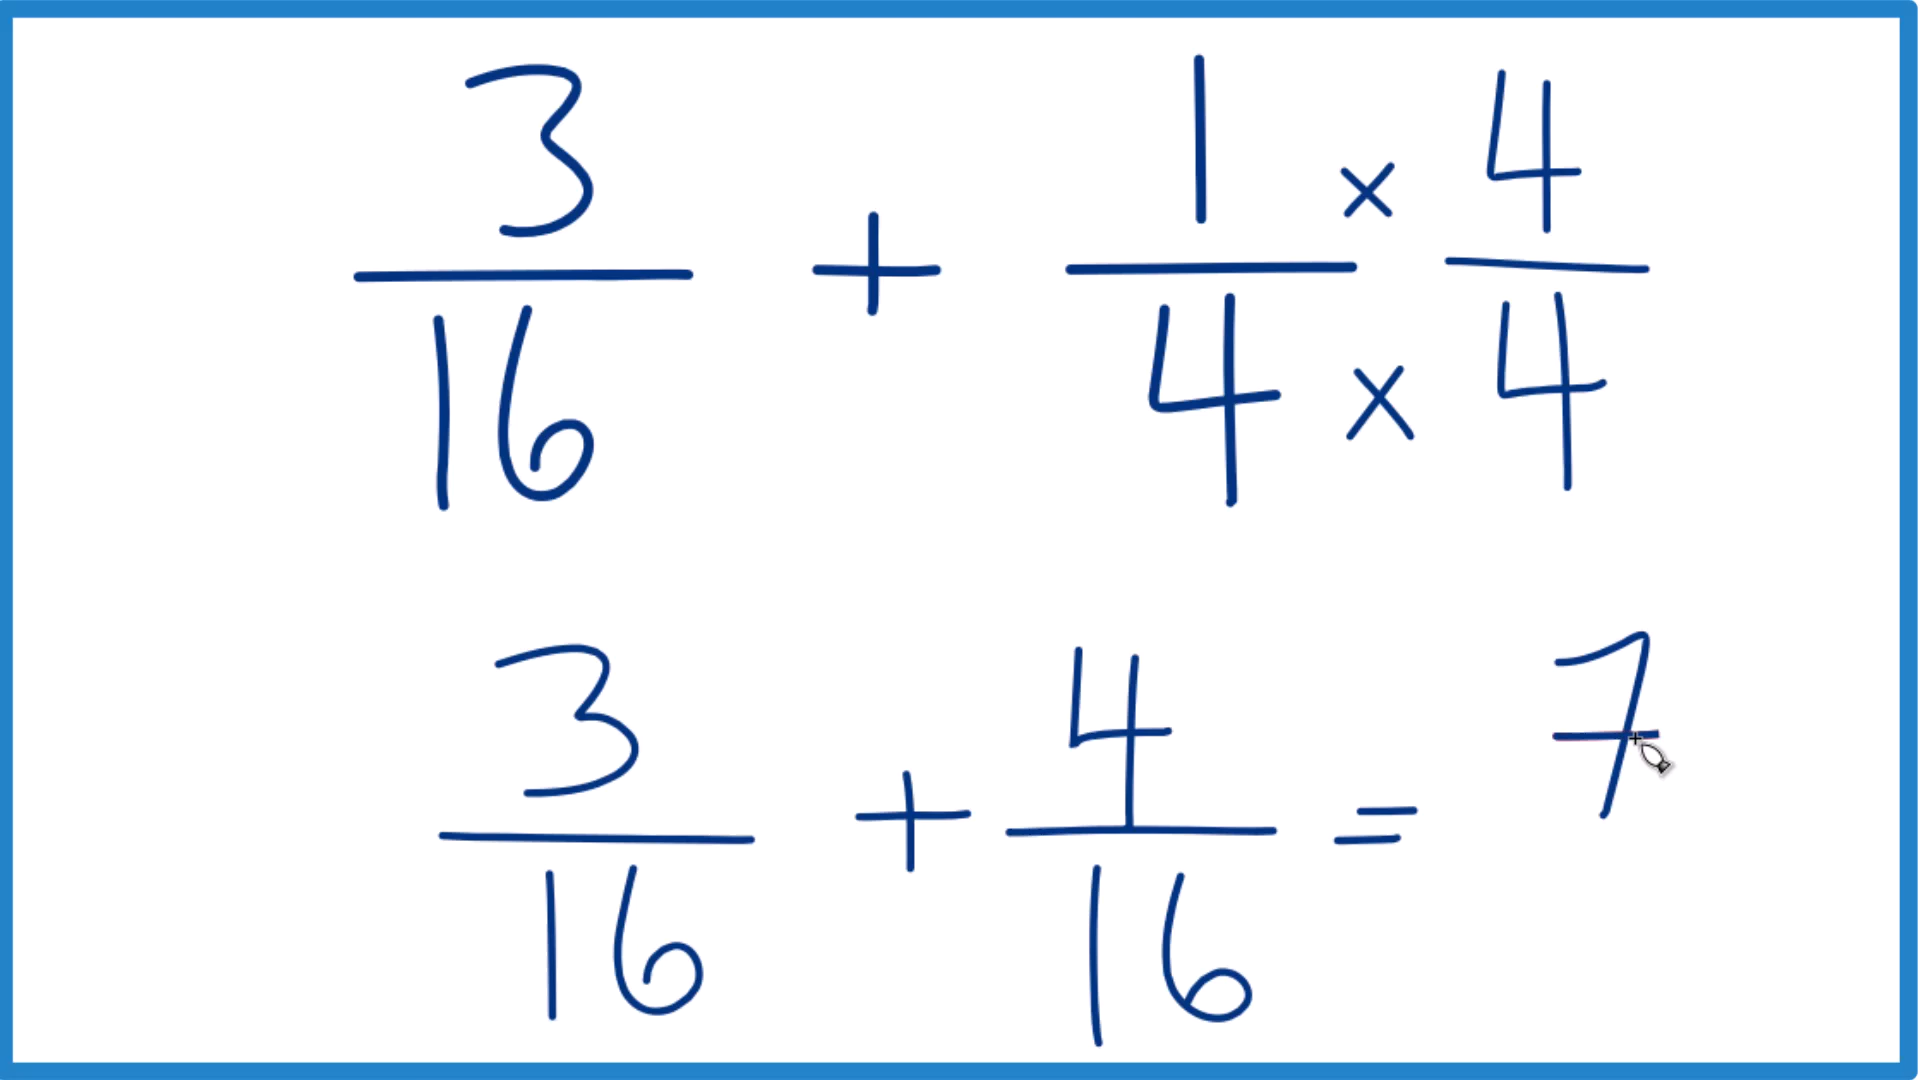 3/16 + 1/4 × 4/4
3/16 + 4/16 = 7